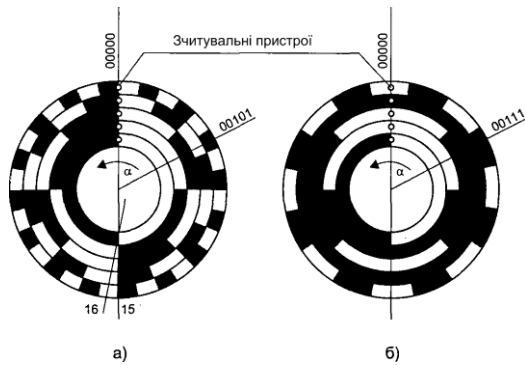 Зчитувальні пристрої
00000
00101
α
16
15
а)
00000
00111
α
б)